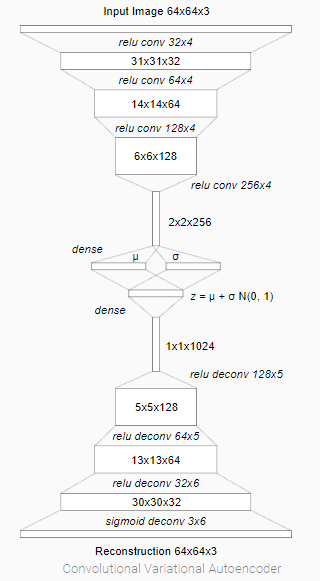 Input Image 64x64x3
relu conv 32x4
31x31x32
relu conv 64x4
14x14x64
relu conv 128x4
6x6x128
relu conv 256x4
2x2x256
dense
μ
σ
z = μ + σ N(0, 1)
dense
1x1x1024
relu deconv 128x5
5x5x128
relu deconv 64x5
13x13x64
relu deconv 32x6
30x30x32
sigmoid deconv 3x6
Reconstruction 64x64x3
Convolutional Variational Autoencoder